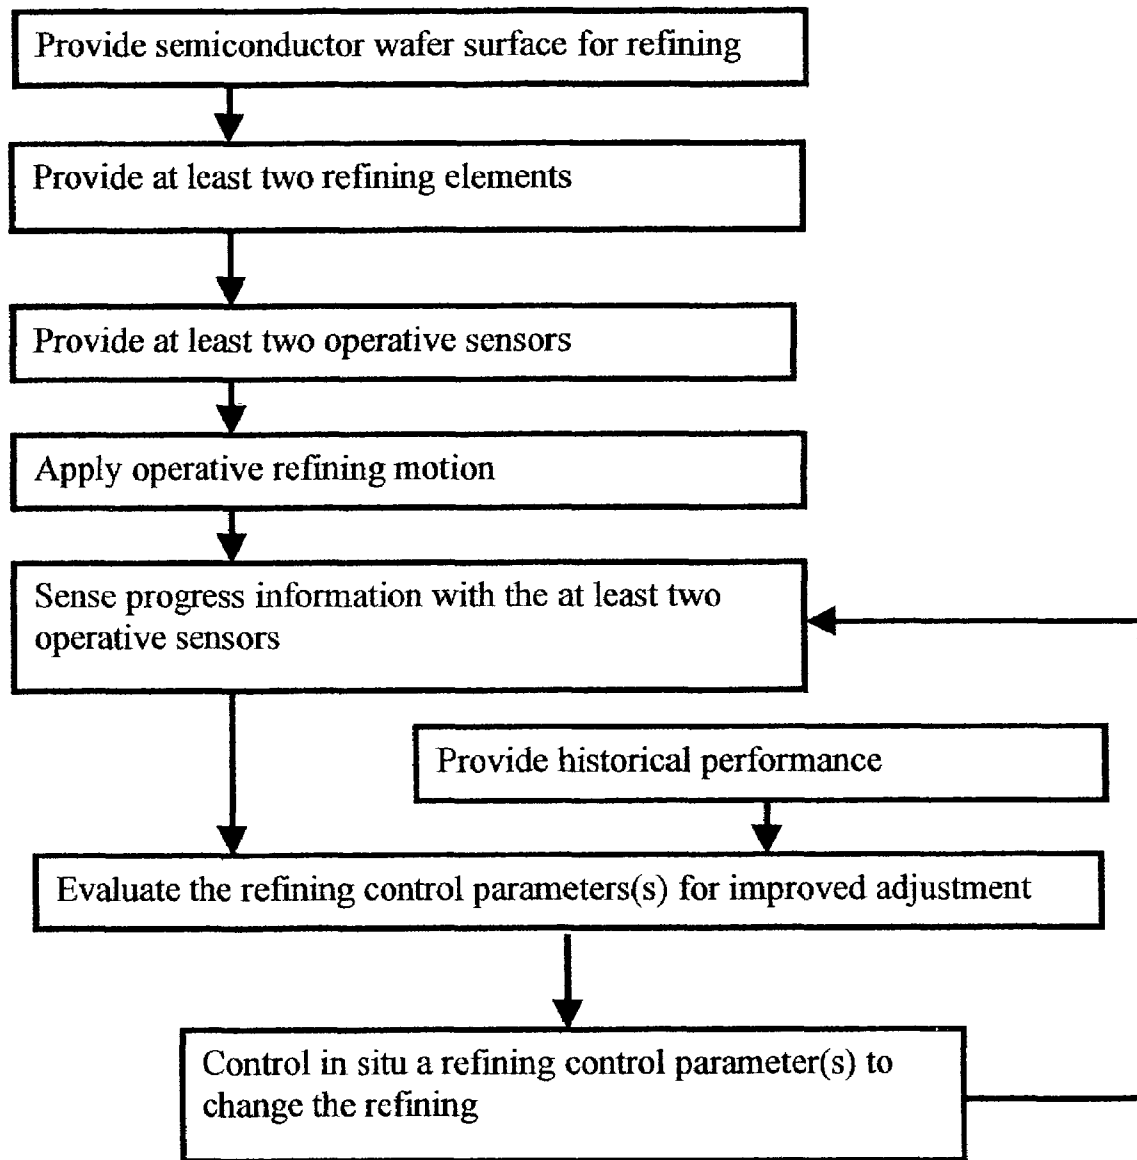 Provide semiconductor wafer surface for refining
Provide at least two refining elements
Provide at least two operative sensors
Apply operative refining motion
Sense progress information with the at least two
operative sensors
Provide historical performance
Evaluate the refining control parameters(s) for improved adjustment
Control in situ a refining control parameter(s) to
change the refining